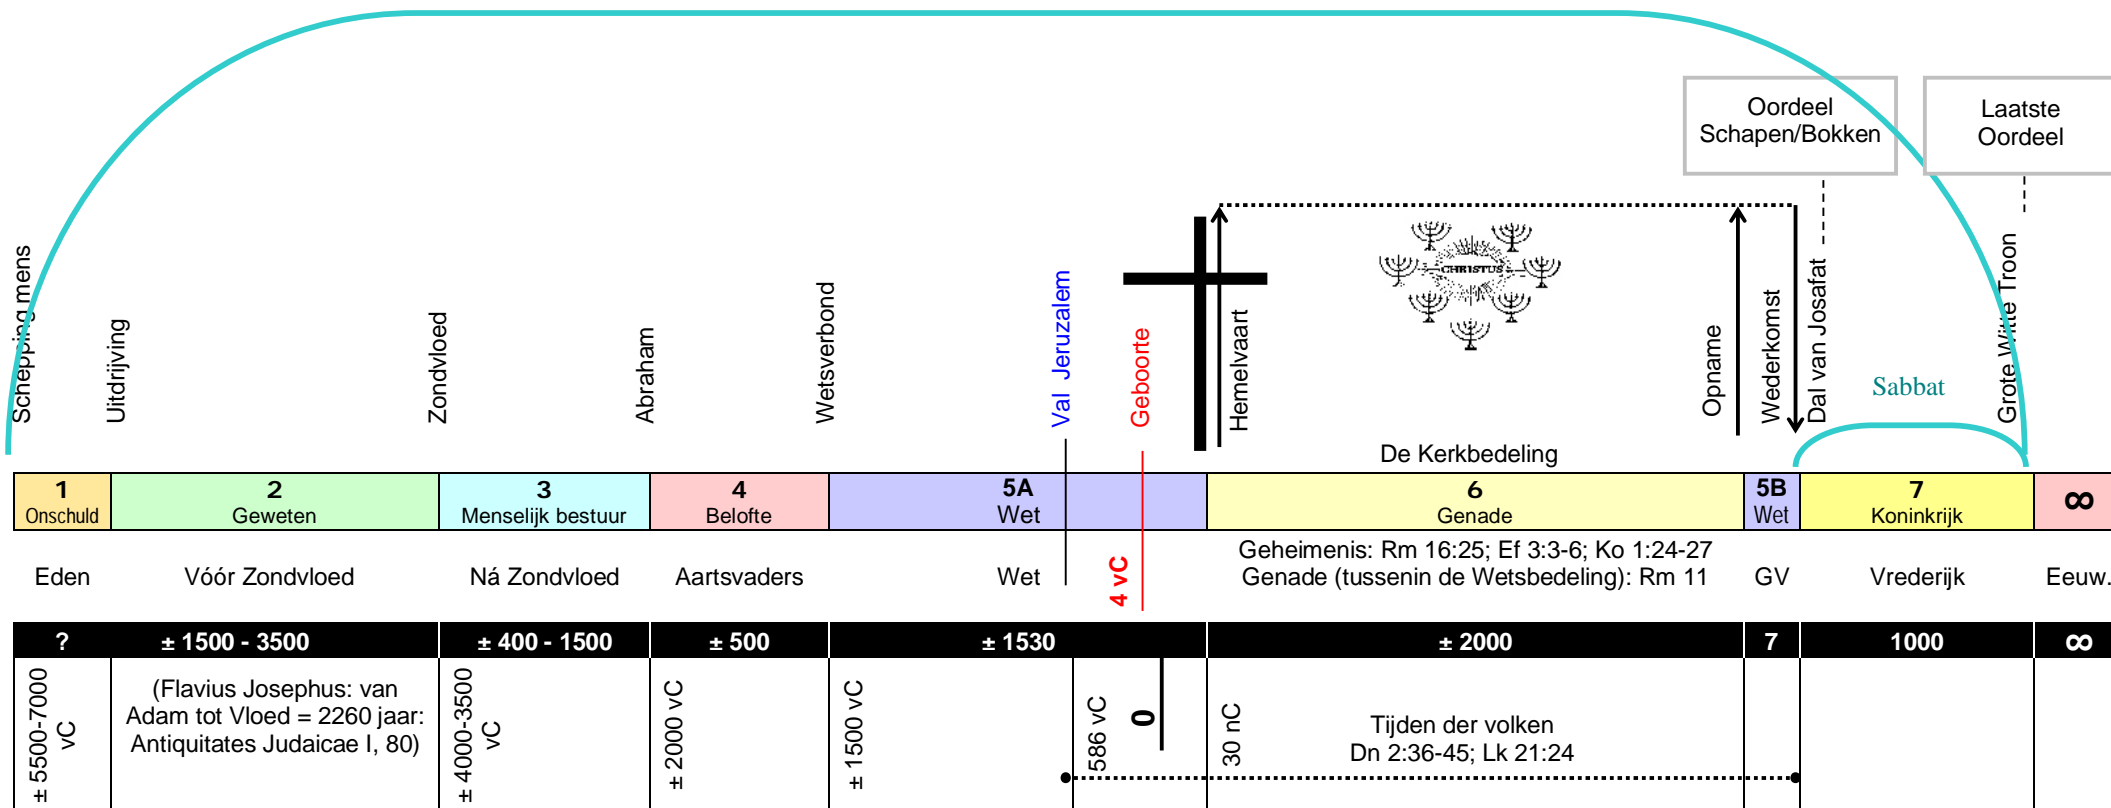 Oordeel
Schapen/Bokken
Laatste
Oordeel
Schepping mens
Uitdrijving
Zondvloed
Abraham
Wetsverbond
Val Jeruzalem
Geboorte
Hemelvaart
CHRISTUS
Opname
Wederkomst
Dal van Josafat
Sabbat
Grote Witte Troon
De Kerkbedeling
1
Onschuld
2
Geweten
3
Menselijk bestuur
4
Belofte
5A
Wet
6
Genade
5B
Wet
7
Koninkrijk
∞
Eden
Vóór Zondvloed
Ná Zondvloed
Aartsvaders
Wet
4 vC
Geheimenis: Rm 16:25; Ef 3:3-6; Ko 1:24-27
Genade (tussenin de Wetsbedeling): Rm 11
GV
Vrederijk
Eeuw.
?
± 1500 - 3500
± 400 - 1500
± 500
± 1530
± 2000
7
1000
∞
± 5500-7000
vC
(Flavius Josephus: van
Adam tot Vloed = 2260 jaar:
Antiquitates Judaicae I, 80)
± 4000-3500
vC
± 2000 vC
± 1500 vC
586 vC
0
30 nC
Tijden der volken
Dn 2:36-45; Lk 21:24